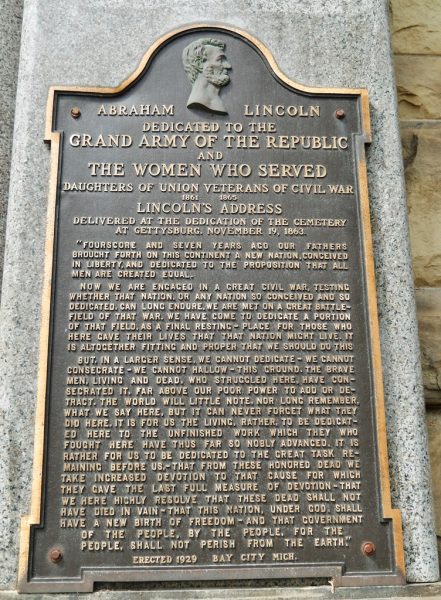 ABRAHAM LINCOLN
DEDICATED TO THE
GRAND ARMY OF THE REPUBLIC
AND
THE WOMEN WHO SERVED
DAUGHTERS OF UNION VETERANS OF CIVIL WAR
1861 1865
LINCOLN'S ADDRESS
DELIVERED AT THE DEDICATION OF THE CEMETERY
AT GETTYSBURG, NOVEMBER 19, 1863.
"FOURSCORE AND SEVEN YEARS AGO OUR FATHERS
BROUGHT FORTH ON THIS CONTINENT A NEW NATION, CONCEIVED
IN LIBERTY, AND DEDICATED TO THE PROPOSITION THAT ALL
MEN ARE CREATED EQUAL.
NOW WE ARE ENGAGED IN A GREAT CIVIL WAR, TESTING
WHETHER THAT NATION, OR ANY NATION SO CONCEIVED AND SO
DEDICATED, CAN LONG ENDURE. WE ARE MET ON A GREAT BATTLE-
FIELD OF THAT WAR. WE HAVE COME TO DEDICATE A PORTION
OF THAT FIELD, AS A FINAL RESTING-PLACE FOR THOSE WHO
HERE GAVE THEIR LIVES THAT THAT NATION MIGHT LIVE. IT
IS ALTOGETHER FITTING AND PROPER THAT WE SHOULD DO THIS
BUT, IN A LARGER SENSE, WE CANNOT DEDICATE-WE CANNOT
CONSECRATE-WE CANNOT HALLOW-THIS GROUND. THE BRAVE
MEN, LIVING AND DEAD, WHO STRUGGLED HERE, HAVE CON-
SECRATED IT, FAR ABOVE OUR POOR POWER TO ADD OR DE-
TRACT. THE WORLD WILL LITTLE NOTE, NOR LONG REMEMBER,
WHAT WE SAY HERE, BUT IT CAN NEVER FORGET WHAT THEY
DID HERE. IT IS FOR US THE LIVING, RATHER, TO BE DEDICAT-
ED HERE TO THE UNFINISHED WORK WHICH THEY WHO
FOUGHT HERE HAVE THUS FAR SO NOBLY ADVANCED. IT IS
RATHER FOR US TO BE DEDICATED TO THE GREAT TASK RE-
MAINING BEFORE US,-THAT FROM THESE HONORED DEAD WE
TAKE INCREASED DEVOTION TO THAT CAUSE FOR WHICH
THEY GAVE THE LAST FULL MEASURE OF DEVOTION-THAT
WE HERE HIGHLY RESOLVE THAT THESE DEAD SHALL NOT
HAVE DIED IN VAIN-THAT THIS NATION, UNDER GOD, SHALL
HAVE A NEW BIRTH OF FREEDOM-AND THAT GOVERNMENT
OF THE PEOPLE, BY THE PEOPLE, FOR THE
PEOPLE, SHALL NOT PERISH FROM THE EARTH."
ERECTED 1929 BAY CITY MICH.